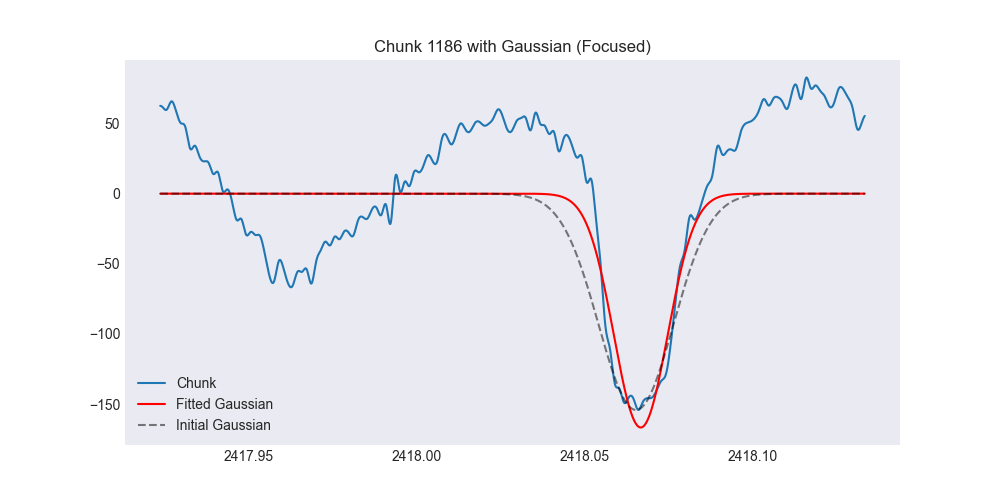 Chunk 1186 with Gaussian (Focused)
50
0
−50
−100
−150
Chunk
Fitted Gaussian
Initial Gaussian
2417.95 2418.00 2418.05 2418.10